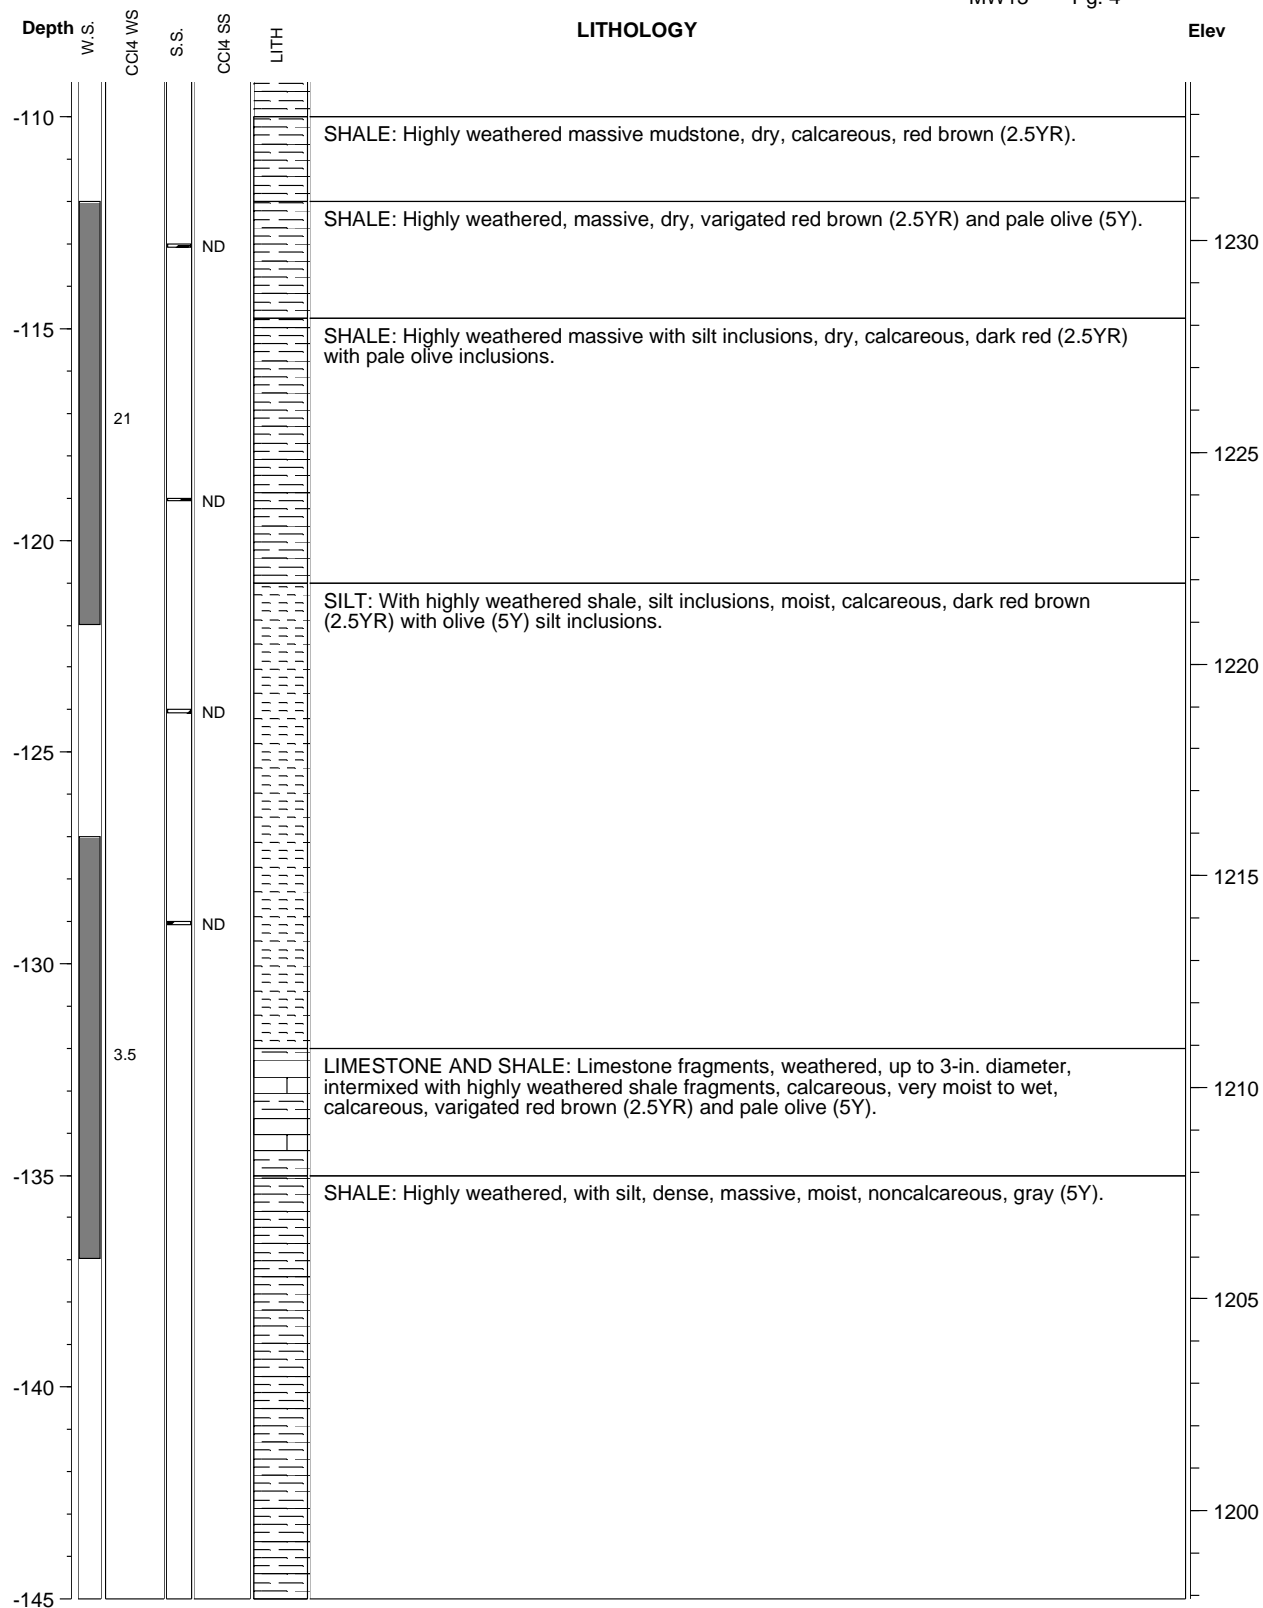 MW13 Pg. 4
Depth W.S. CCl4 WS S.S. CCl4 SS LITH LITHOLOGY Elev
-110
SHALE: Highly weathered massive mudstone, dry, calcareous, red brown (2.5YR).
SHALE: Highly weathered, massive, dry, varigated red brown (2.5YR) and pale olive (5Y).
ND
1230
-115
SHALE: Highly weathered massive with silt inclusions, dry, calcareous, dark red (2.5YR)
with pale olive inclusions.
21
1225
ND
-120
SILT: With highly weathered shale, silt inclusions, moist, calcareous, dark red brown
(2.5YR) with olive (5Y) silt inclusions.
1220
ND
-125
1215
ND
-130
3.5
LIMESTONE AND SHALE: Limestone fragments, weathered, up to 3-in. diameter,
intermixed with highly weathered shale fragments, calcareous, very moist to wet,
1210
calcareous, varigated red brown (2.5YR) and pale olive (5Y).
-135
SHALE: Highly weathered, with silt, dense, massive, moist, noncalcareous, gray (5Y).
1205
-140
1200
-145